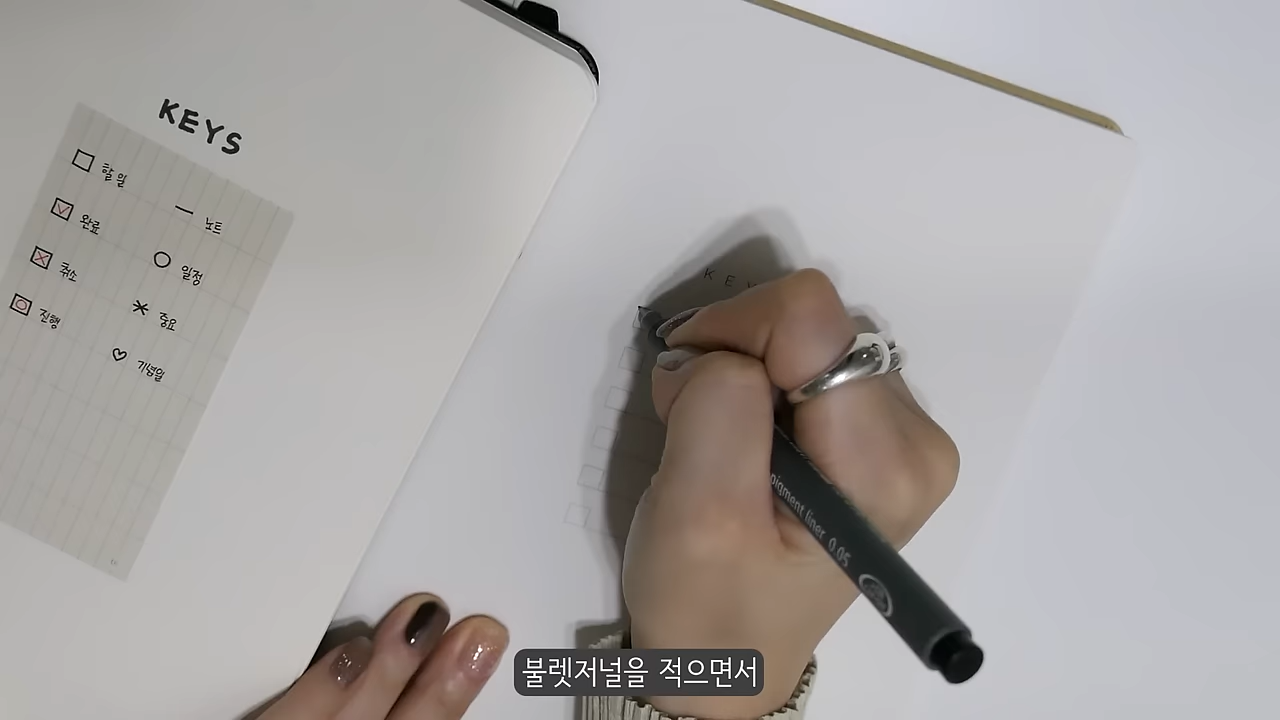 KEYS
할 일
완료
취소
진행
노트
일정
중요
기념일
KEY
pigment liner 0.05
불렛저널을 적으면서